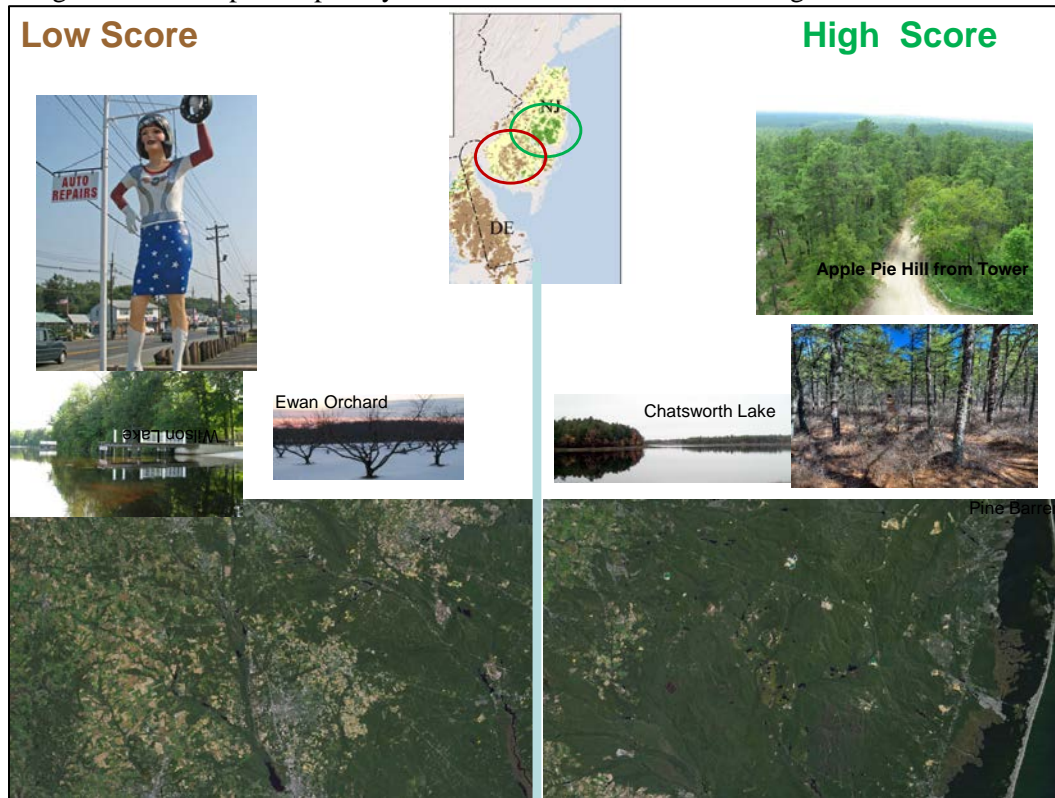 Low Score
High Score
NJ
DE
AUTO
REPAIRS
Apple Pie Hill from Tower
Wilson Lake
Ewan Orchard
Chatsworth Lake
Pine Barre